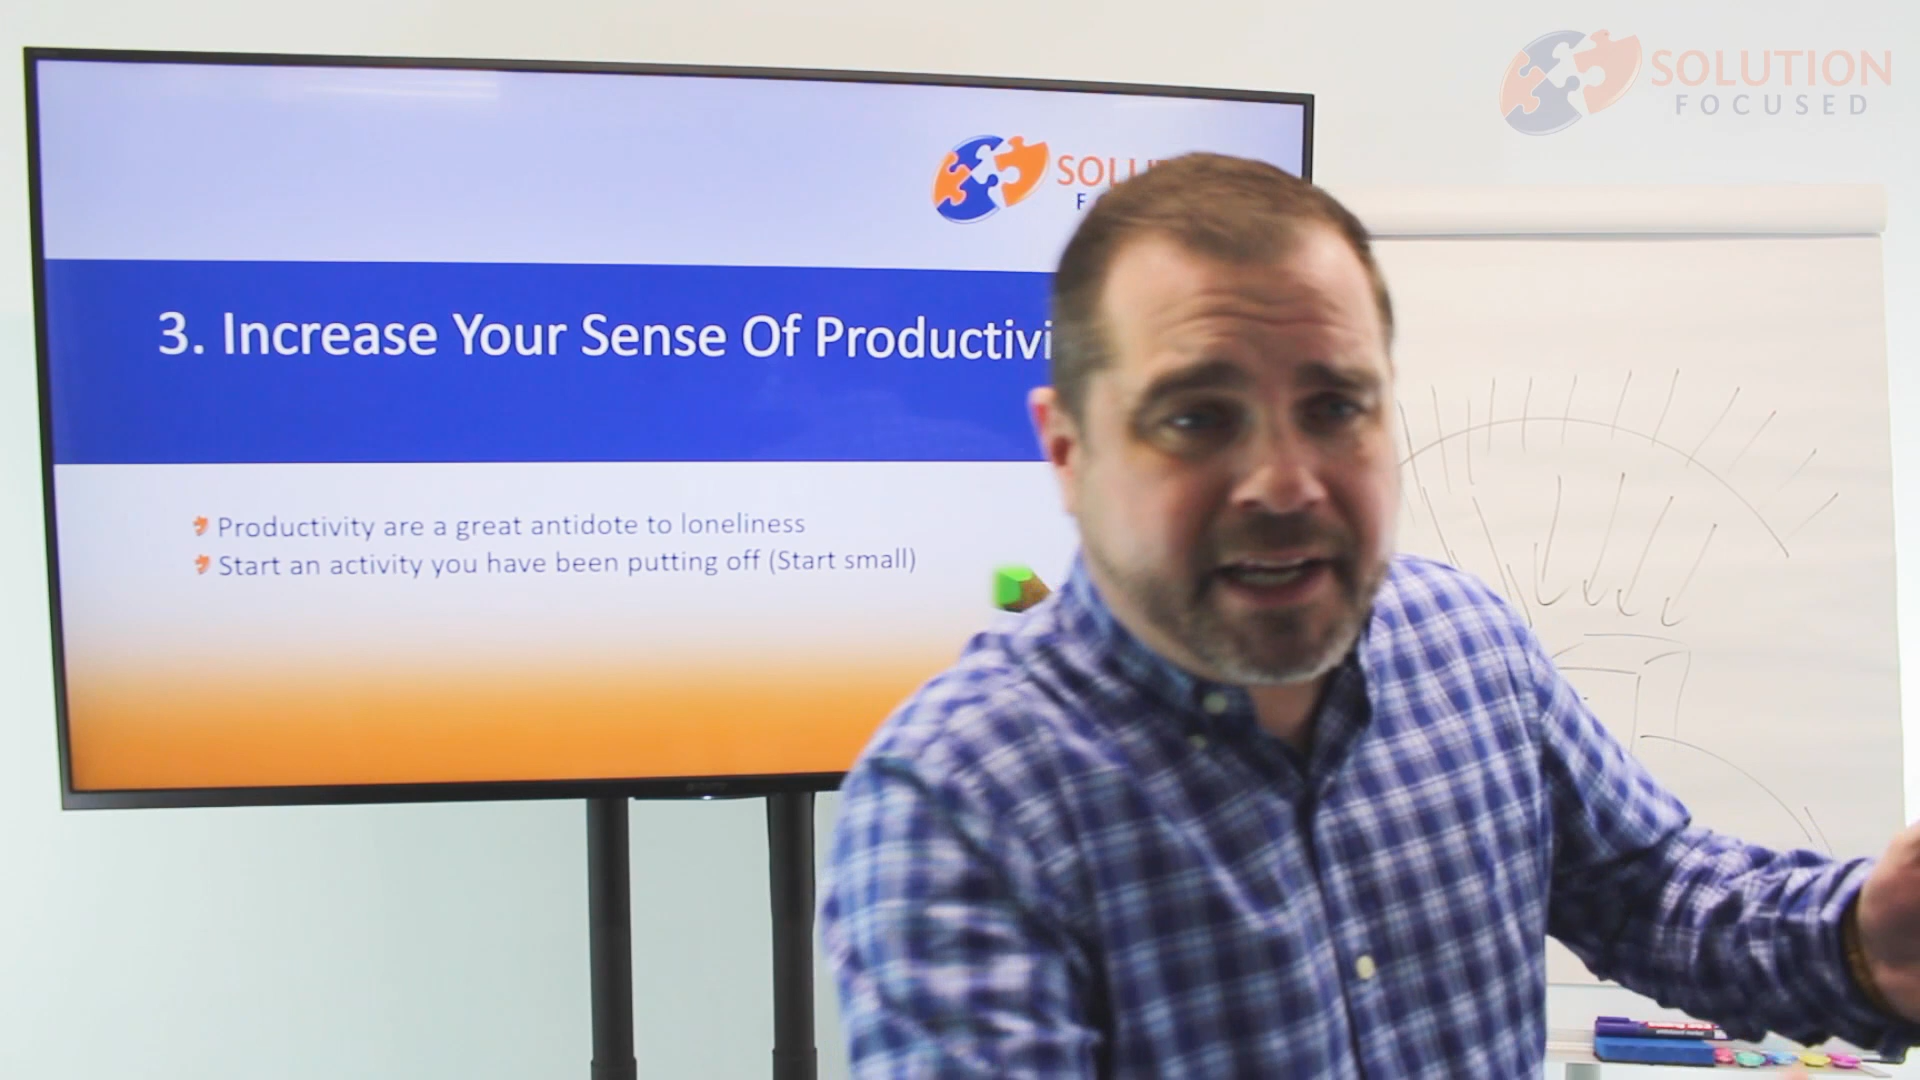 SOLUTION
FOCUSED
3. Increase Your Sense Of
Productivity are a great antidote to loneliness
Start an activity you have been putting off (Start small)